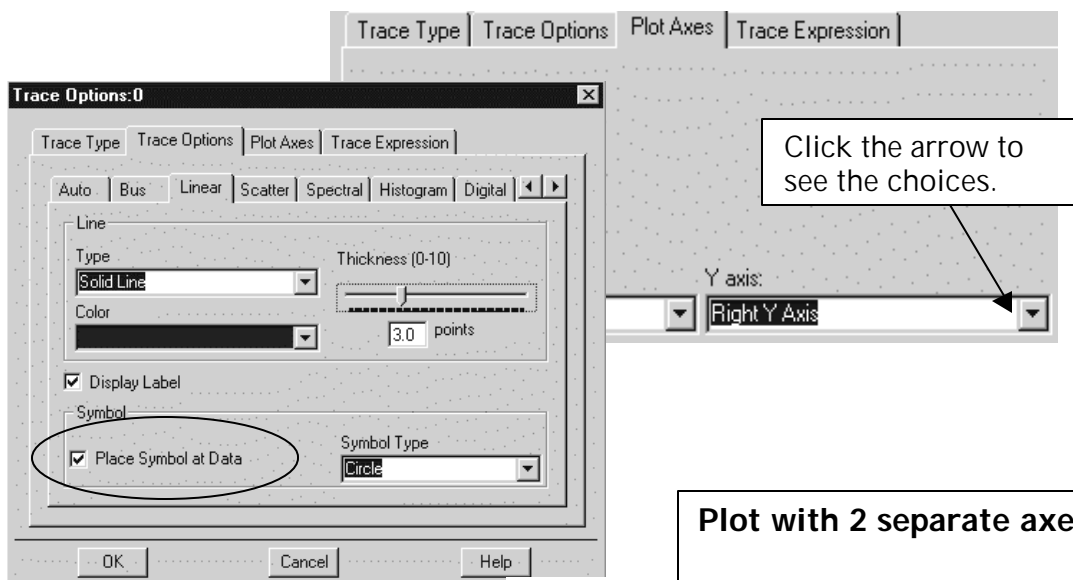 Trace Type Trace Options Plot Axes Trace Expression
Click the arrow to
see the choices.
Y axis:
Right Y Axis
Trace Options:0
Trace Type Trace Options Plot Axes Trace Expression
Auto Bus Linear Scatter Spectral Histogram Digital
Line
Type
Solid Line
Thickness (0-10)
Color
3.0 points
Display Label
Symbol
Place Symbol at Data
Symbol Type
Circle
OK Cancel Help
Plot with 2 separate axe